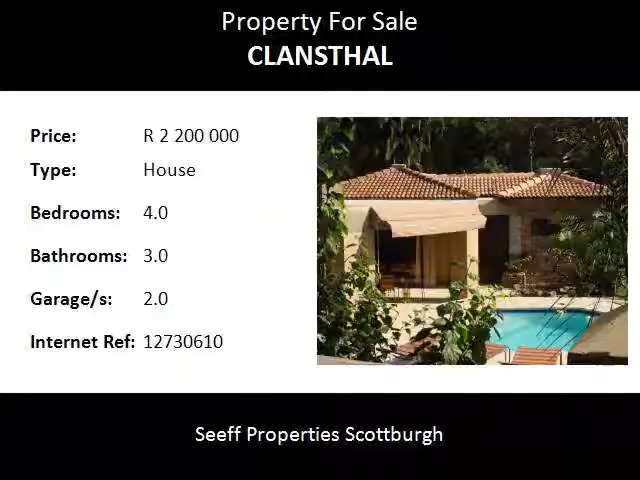 Property For Sale
CLANSTHAL
Price: R 2 200 000
Type: House
Bedrooms: 4.0
Bathrooms: 3.0
Garage/s: 2.0
Internet Ref: 12730610
Seeff Properties Scottburgh